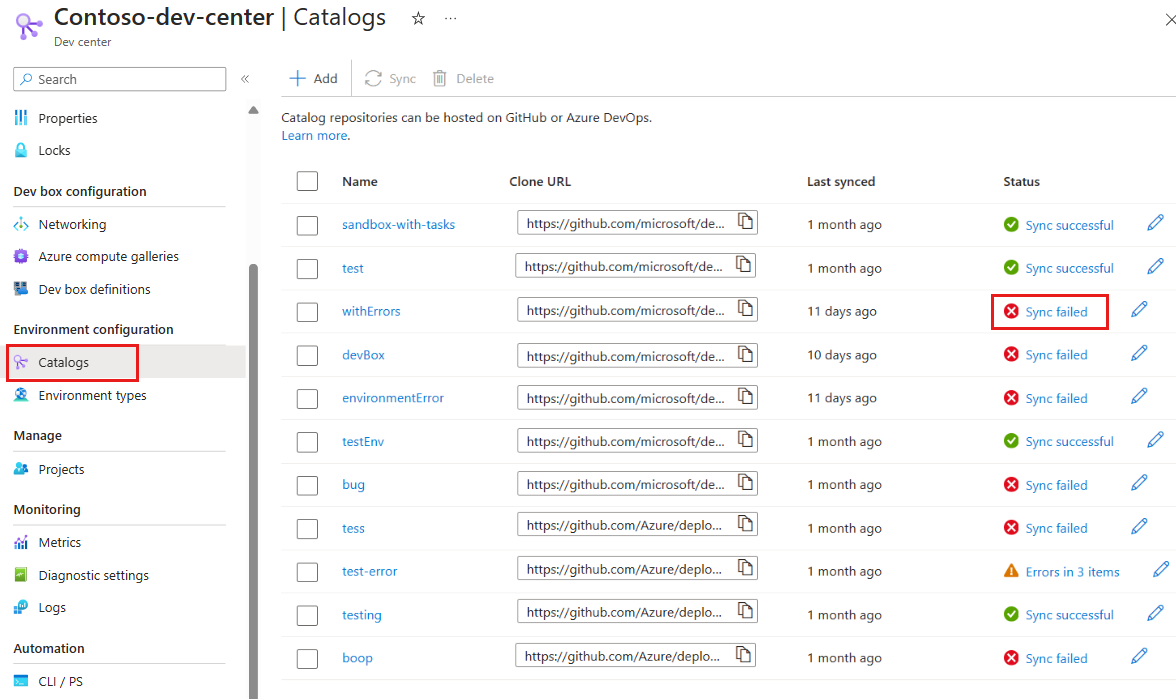 Contoso-dev-center | Catalogs
Dev center
Search
Properties
Locks
Dev box configuration
Networking
Azure compute galleries
Dev box definitions
Environment configuration
Catalogs
Environment types
Manage
Projects
Monitoring
Metrics
Diagnostic settings
Logs
Automation
CLI / PS
Add Sync Delete
Catalog repositories can be hosted on GitHub or Azure DevOps.
Learn more.
Name Clone URL Last synced Status
sandbox-with-tasks https://github.com/microsoft/de... 1 month ago Sync successful
test https://github.com/microsoft/de... 1 month ago Sync successful
withErrors https://github.com/microsoft/de... 11 days ago Sync failed
devBox https://github.com/microsoft/de... 10 days ago Sync failed
environmentError https://github.com/microsoft/de... 11 days ago Sync failed
testEnv https://github.com/microsoft/de... 1 month ago Sync successful
bug https://github.com/microsoft/de... 1 month ago Sync failed
tess https://github.com/Azure/deplo... 1 month ago Sync failed
test-error https://github.com/Azure/deplo... 1 month ago Errors in 3 items
testing https://github.com/Azure/deplo... 1 month ago Sync successful
boop https://github.com/Azure/deplo... 1 month ago Sync failed